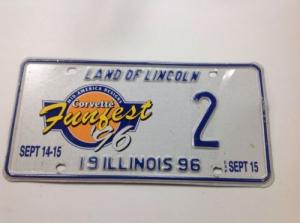 LAND OF LINCOLN
MID AMERICA DESIGNS
Corvette
Funfest
'96
2
SEPT 14-15
19 ILLINOIS 96
SEPT 15